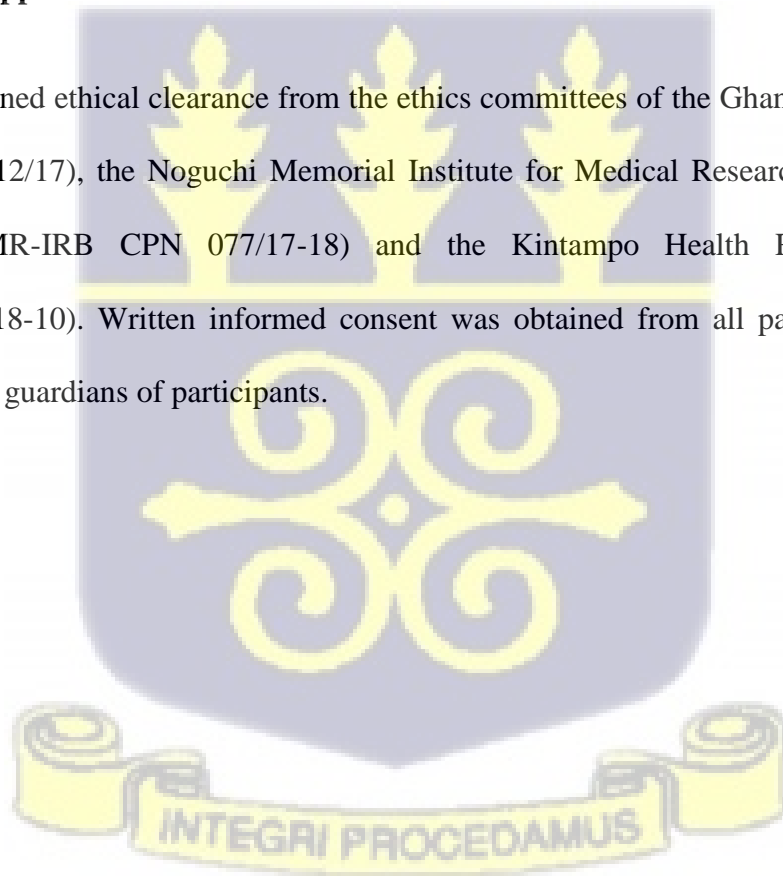 ned ethical clearance from the ethics committees of the Ghan
12/17), the Noguchi Memorial Institute for Medical Researc
MR-IRB CPN 077/17-18) and the Kintampo Health
18-10). Written informed consent was obtained from all pa
guardians of participants.
INTEGRI PROCEDAMUS